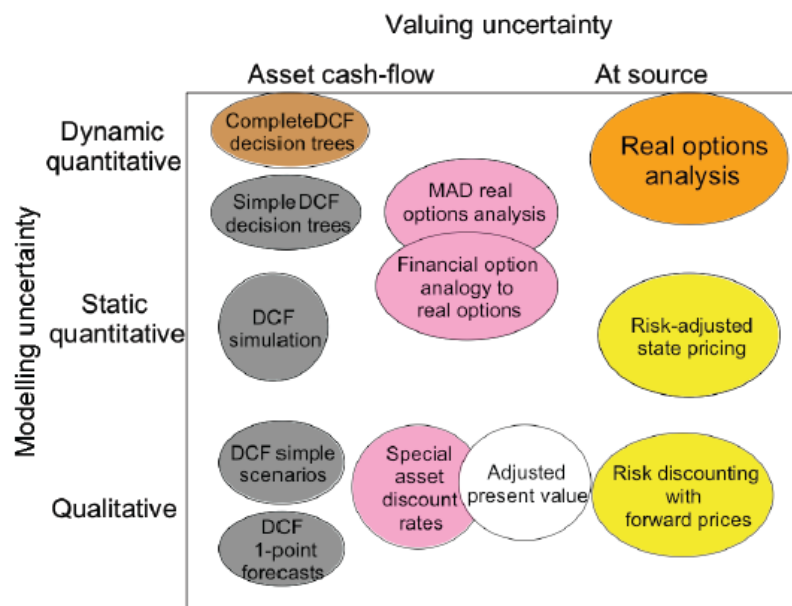 Valuing uncertainty
Asset cash-flow
At source
Modelling uncertainty
Dynamic
quantitative
Static
quantitative
Qualitative
CompleteDCF
decision trees
SimpleDCF
decision trees
MAD real
options analysis
Financial option
analogy to
real options
Real options
analysis
DCF
simulation
Risk-adjusted
state pricing
DCF simple
scenarios
DCF
1-point
forecasts
Special
asset
discount
rates
Adjusted
present value
Risk discounting
with
forward prices